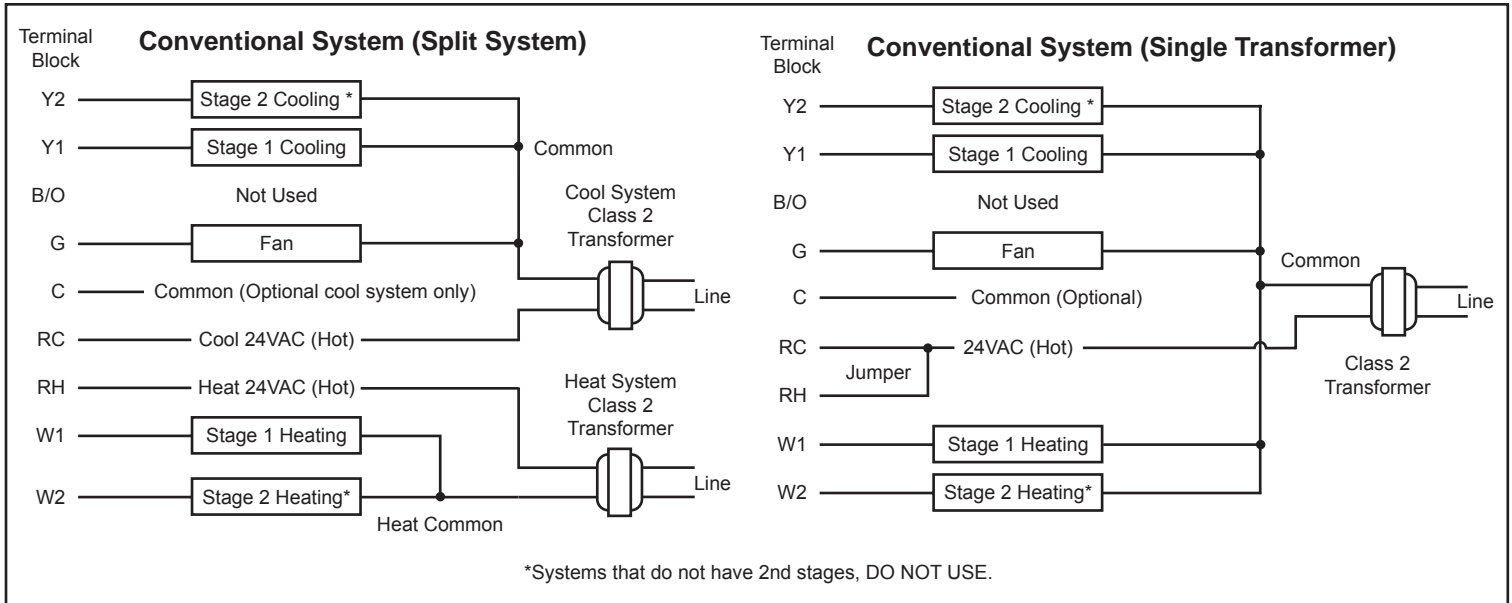 Conventional System (Split System)
Terminal
Block
Y2
Stage 2 Cooling *
Y1
Stage 1 Cooling
Common
B/O
Not Used
Cool System
Class 2
Transformer
G
Fan
C
Common (Optional cool system only)
Line
RC
Cool 24VAC (Hot)
RH
Heat 24VAC (Hot)
Heat System
Class 2
Transformer
W1
Stage 1 Heating
Line
W2
Stage 2 Heating*
Heat Common
Conventional System (Single Transformer)
Terminal
Block
Y2
Stage 2 Cooling *
Y1
Stage 1 Cooling
B/O
Not Used
G
Fan
Common
C
Common (Optional)
Line
RC
24VAC (Hot)
Jumper
RH
Class 2
Transformer
W1
Stage 1 Heating
W2
Stage 2 Heating*
*Systems that do not have 2nd stages, DO NOT USE.